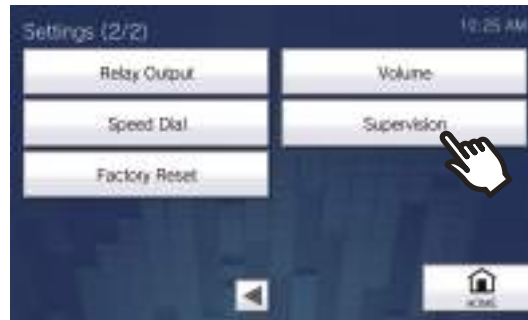 Settings (2/2)
10:25 AM
Relay Output
Volume
Speed Dial
Supervision
Factory Reset
HOME